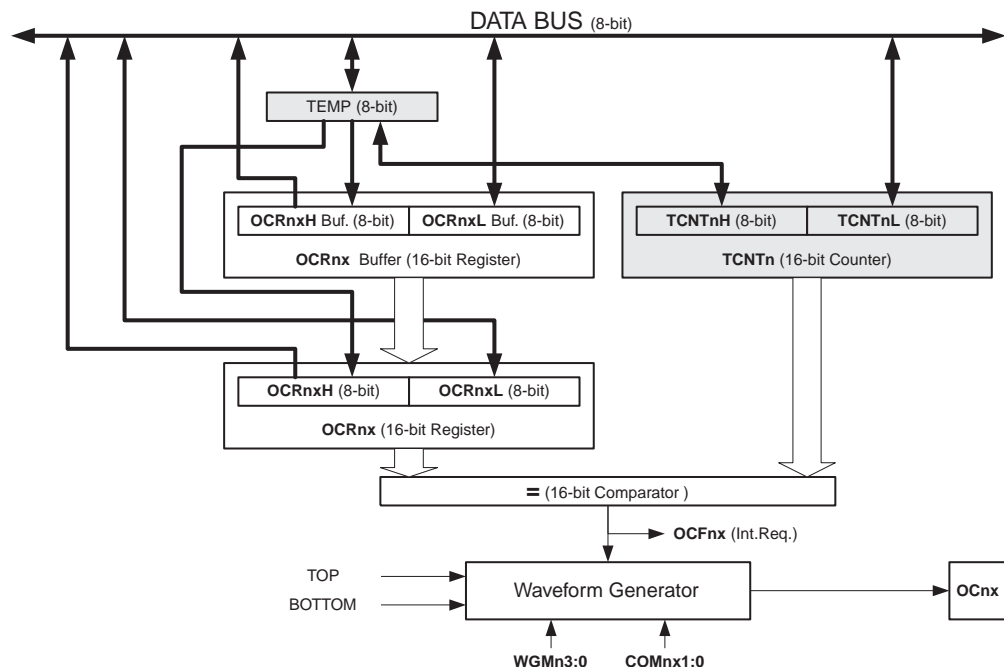 DATA BUS (8-bit)
TEMP (8-bit)
OCRnxH Buf. (8-bit) OCRnxL Buf. (8-bit)
OCRnx Buffer (16-bit Register)
TCNTnH (8-bit) TCNTnL (8-bit)
TCNTn (16-bit Counter)
OCRnxH (8-bit) OCRnxL (8-bit)
OCRnx (16-bit Register)
= (16-bit Comparator )
OCFnx (Int.Req.)
TOP
BOTTOM
Waveform Generator
OCnx
WGMn3:0 COMnx1:0